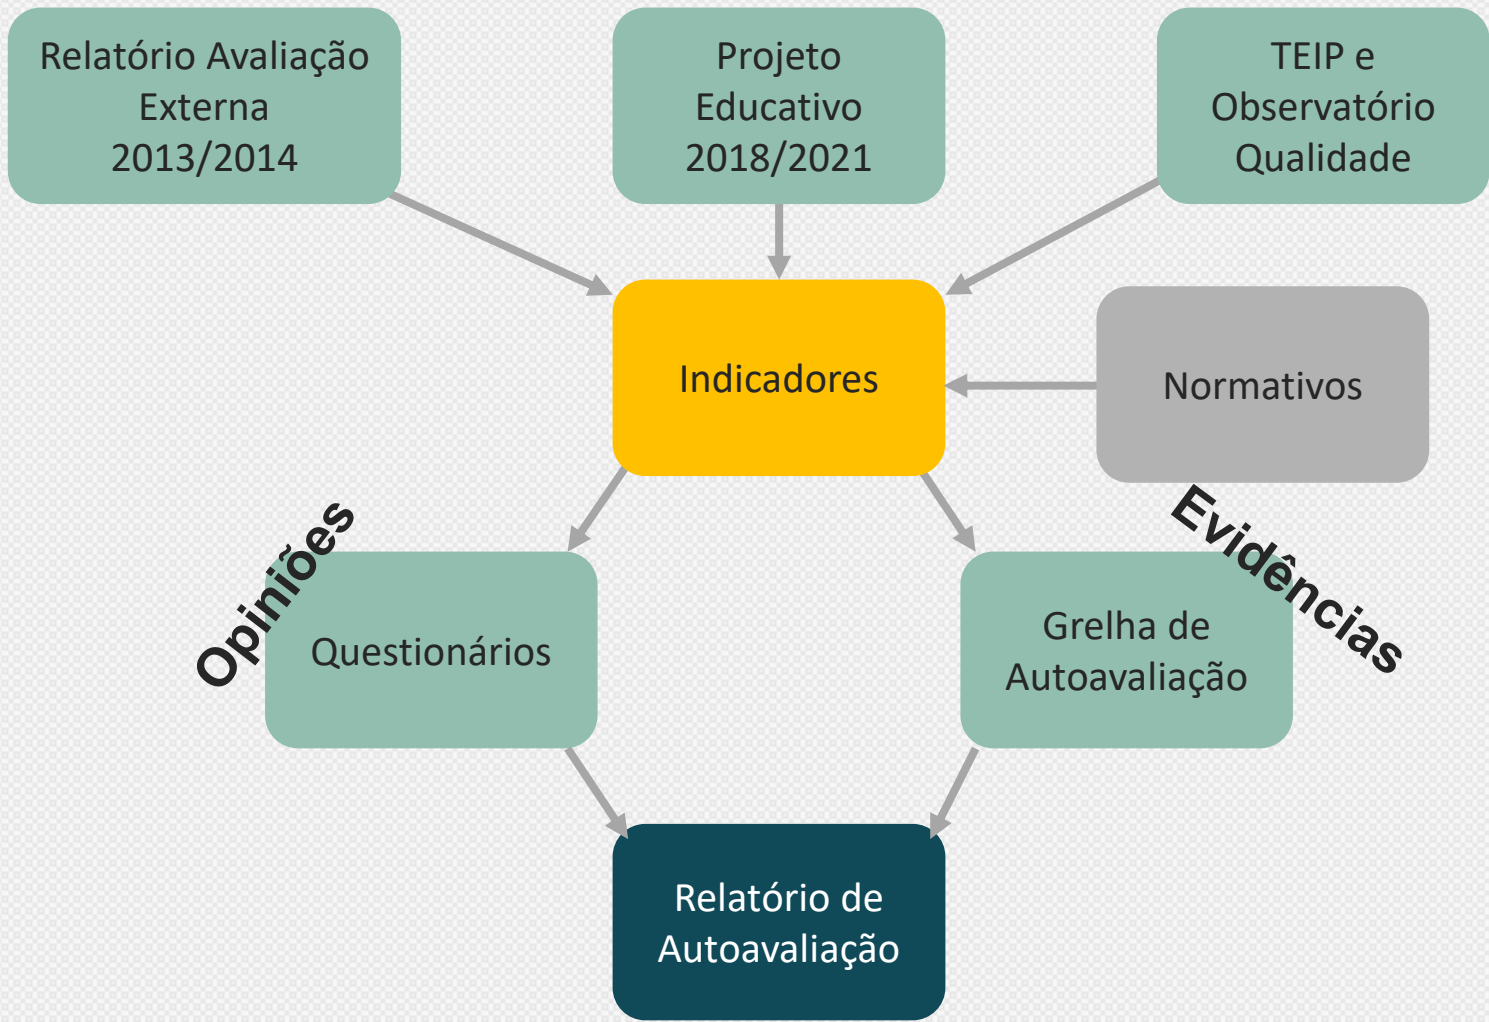 Relatório Avaliação
Externa
2013/2014
Projeto
Educativo
2018/2021
TEIP e
Observatório
Qualidade
Indicadores
Normativos
Opiniões
Evidências
Questionários
Grelha de
Autoavaliação
Relatório de
Autoavaliação